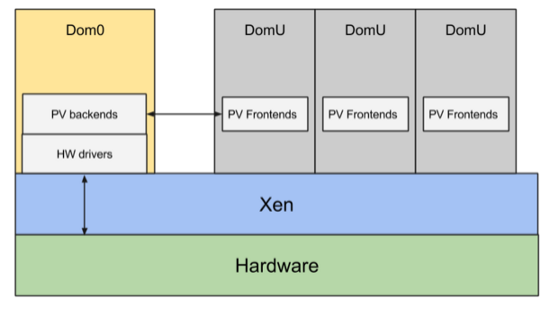 Dom0
DomU
DomU
DomU
PV backends
PV Frontends
PV Frontends
PV Frontends
HW drivers
Xen
Hardware